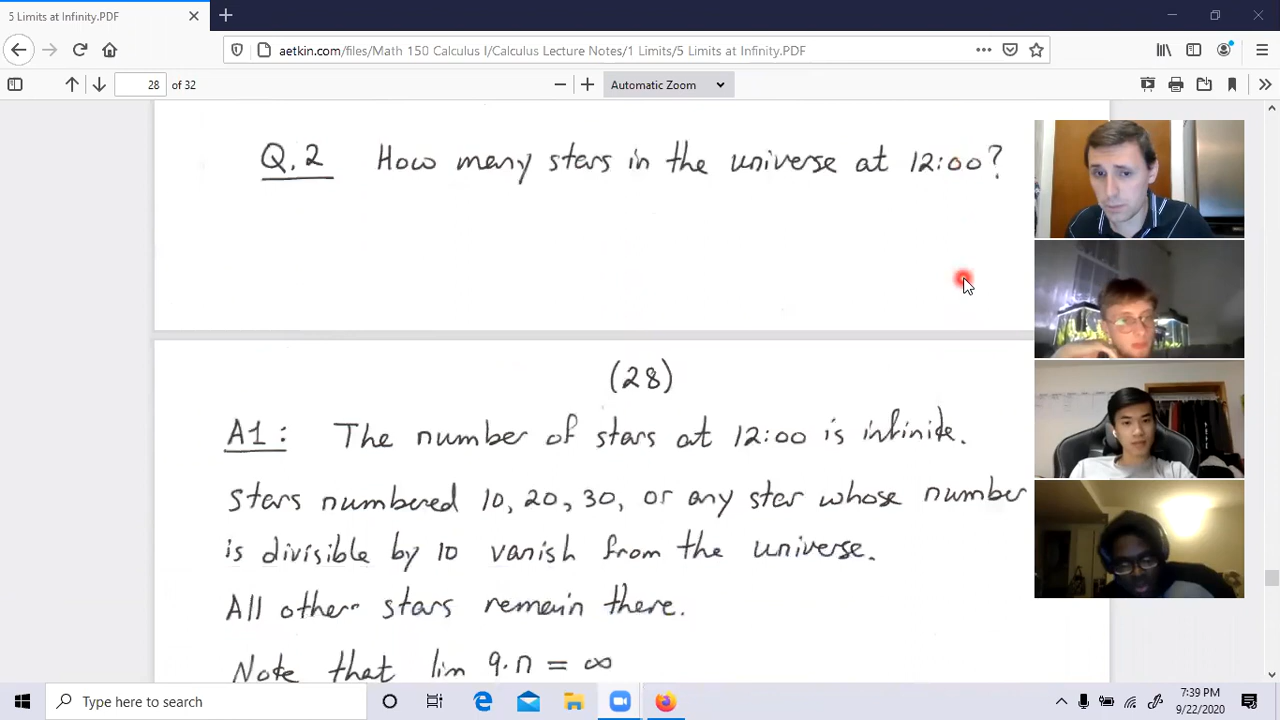 5 Limits at Infinity.PDF
aetkin.com/files/Math 150 Calculus I/Calculus Lecture Notes/1 Limits/5 Limits at Infinity.PDF
28 of 32
Automatic Zoom
Q.2 How many stars in the universe at 12:00?
(28)
A1: The number of stars at 12:00 is infinite.
Stars numbered 10, 20, 30, or any star whose number
is divisible by 10 vanish from the universe.
All other stars remain there.
Note that lim 9·n = ∞
Type here to search
7:39 PM
9/22/2020